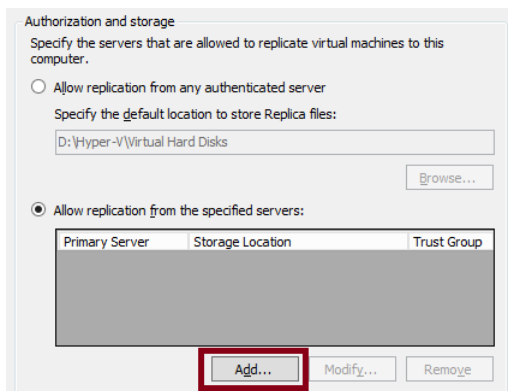 Authorization and storage
Specify the servers that are allowed to replicate virtual machines to this
computer.
Allow replication from any authenticated server
Specify the default location to store Replica files:
D:\Hyper-V\Virtual Hard Disks
Browse...
Allow replication from the specified servers:
Primary Server Storage Location Trust Group
Add... Modify... Remove